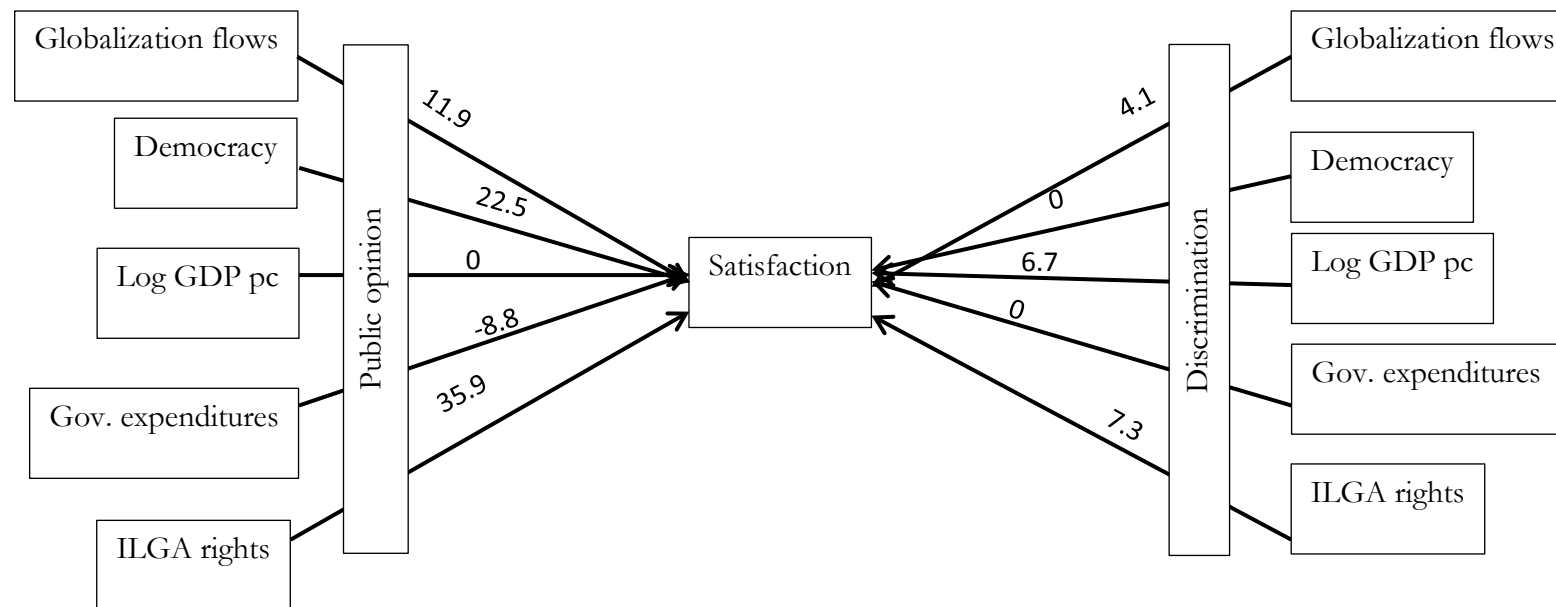 Globalization flows
Democracy
Log GDP pc
Gov. expenditures
ILGA rights
Public opinion
11.9
22.5
0
-8.8
35.9
Satisfaction
4.1
0
6.7
0
7.3
Discrimination
Globalization flows
Democracy
Log GDP pc
Gov. expenditures
ILGA rights